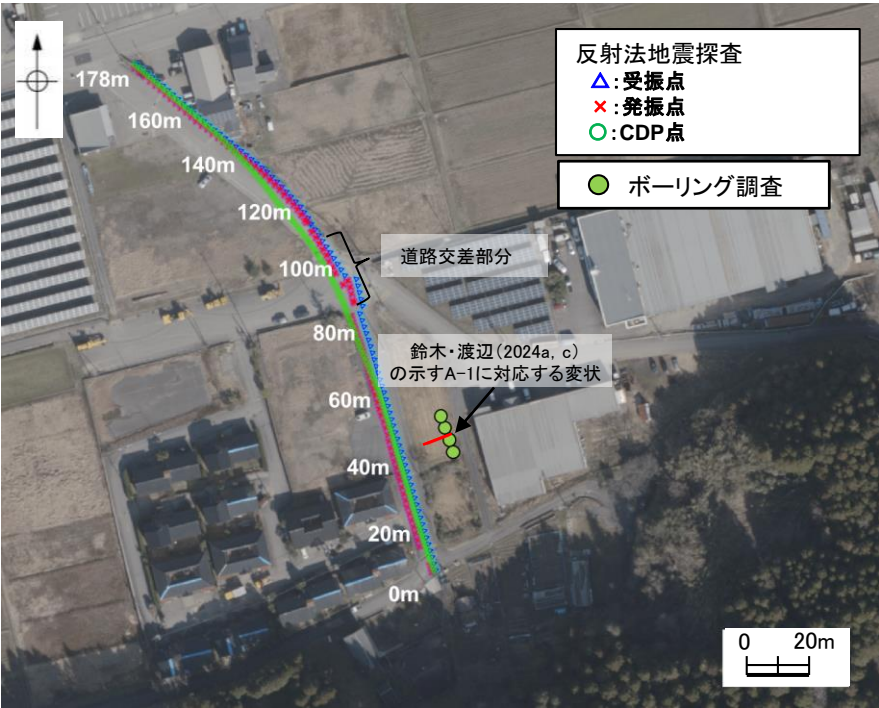 反射法地震探査
△:受振点
×:発振点
○:CDP点
ボーリング調査
178m
160m
140m
120m
100m
道路交差部分
80m
鈴木・渡辺(2024a, c)
の示すA-1に対応する変状
60m
40m
20m
0m
0 20m